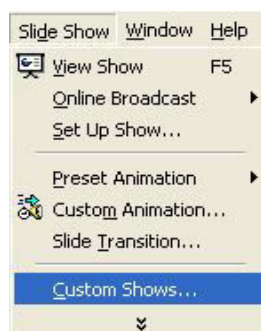 Slide Show Window Help
View Show F5
Online Broadcast
Set Up Show...
Preset Animation
Custom Animation...
Slide Transition...
Custom Shows...